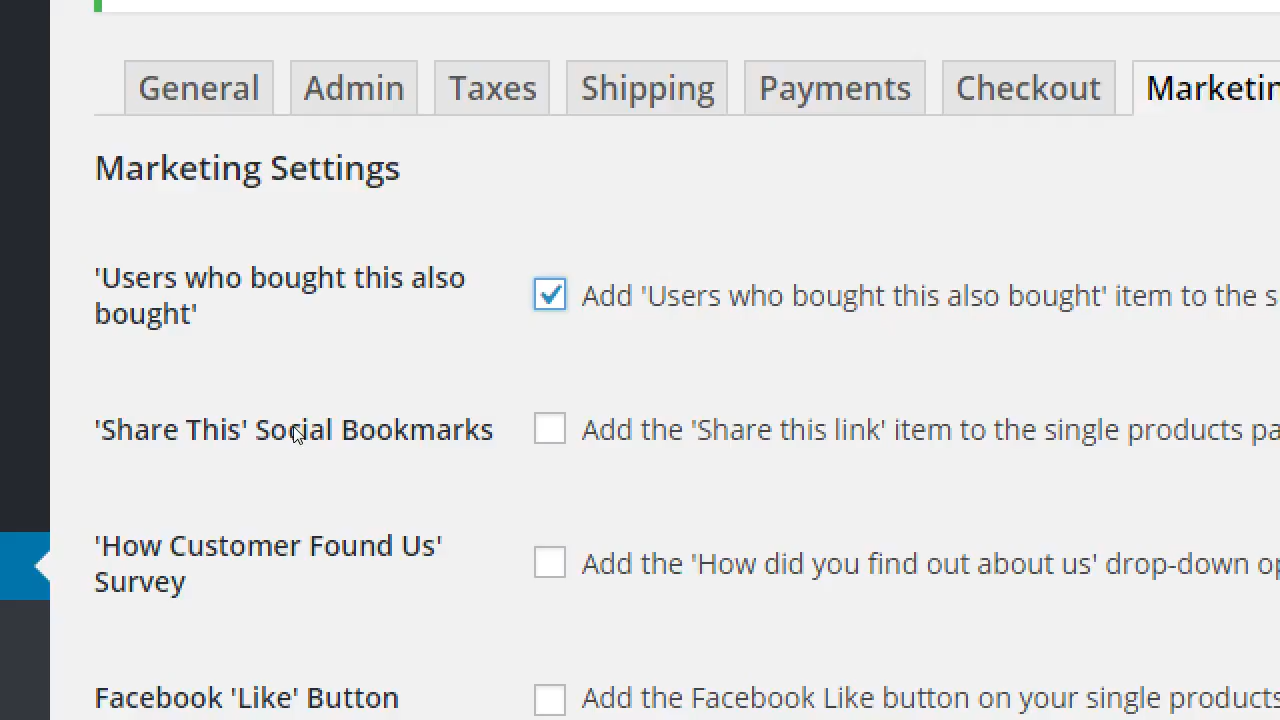 General Admin Taxes Shipping Payments Checkout
Marketing Settings
'Users who bought this also
bought'
Add 'Users who bought this also bought' item to the
'Share This' Social Bookmarks
Add the 'Share this link' item to the single products
'How Customer Found Us'
Survey
Add the 'How did you find out about us' drop-down
Facebook 'Like' Button
Add the Facebook Like button on your single products